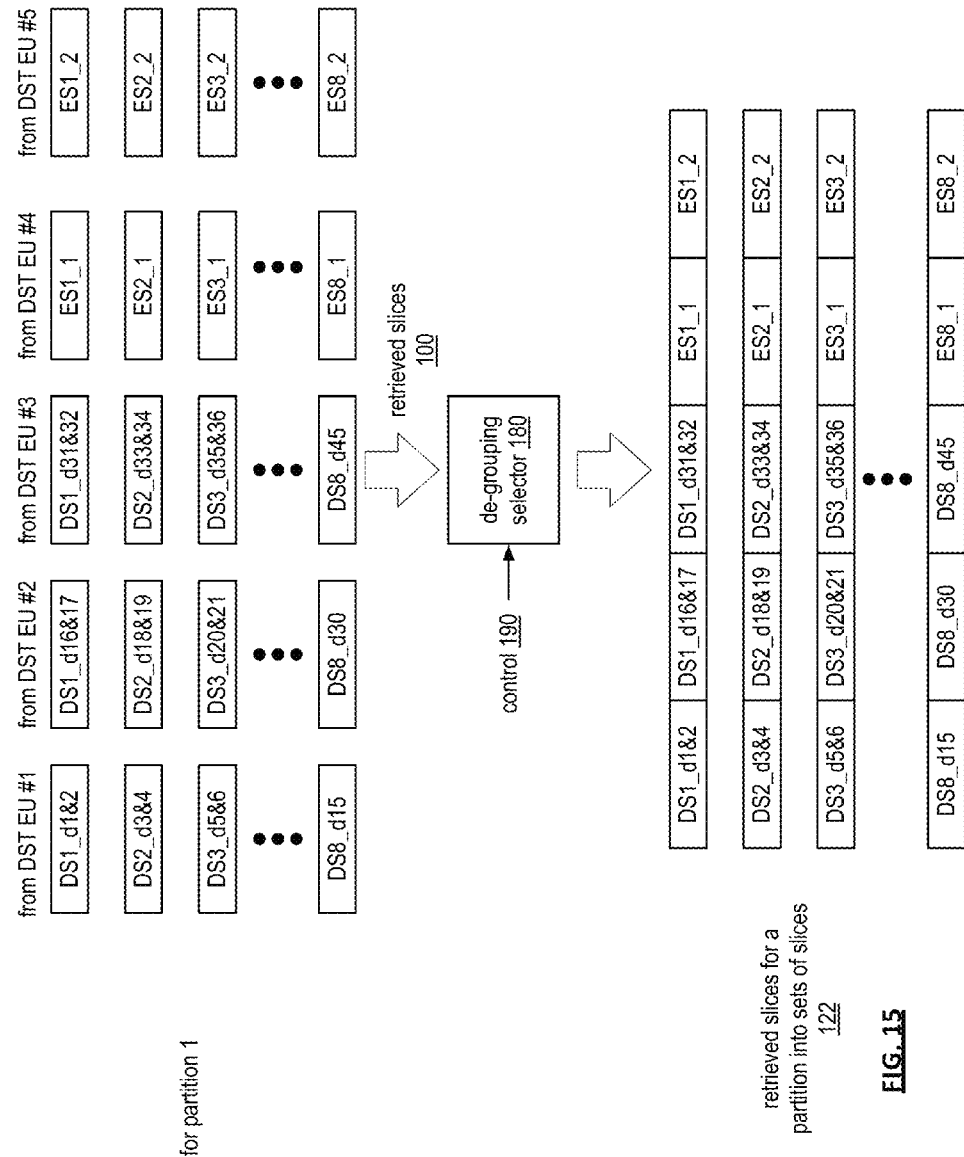 for partition 1
from DST EU #1
from DST EU #2
from DST EU #3
from DST EU #4
from DST EU #5
DS1_d1&2
DS1_d16&17
DS1_d31&32
ES1_1
ES1_2
DS2_d3&4
DS2_d18&19
DS2_d33&34
ES2_1
ES2_2
DS3_d5&6
DS3_d20&21
DS3_d35&36
ES3_1
ES3_2
DS8_d15
DS8_d30
DS8_d45
ES8_1
ES8_2
retrieved slices
100
control 190
de-grouping
selector 180
retrieved slices for a
partition into sets of slices
122
DS1_d1&2
DS1_d16&17
DS1_d31&32
ES1_1
ES1_2
DS2_d3&4
DS2_d18&19
DS2_d33&34
ES2_1
ES2_2
DS3_d5&6
DS3_d20&21
DS3_d35&36
ES3_1
ES3_2
DS8_d15
DS8_d30
DS8_d45
ES8_1
ES8_2
FIG. 15